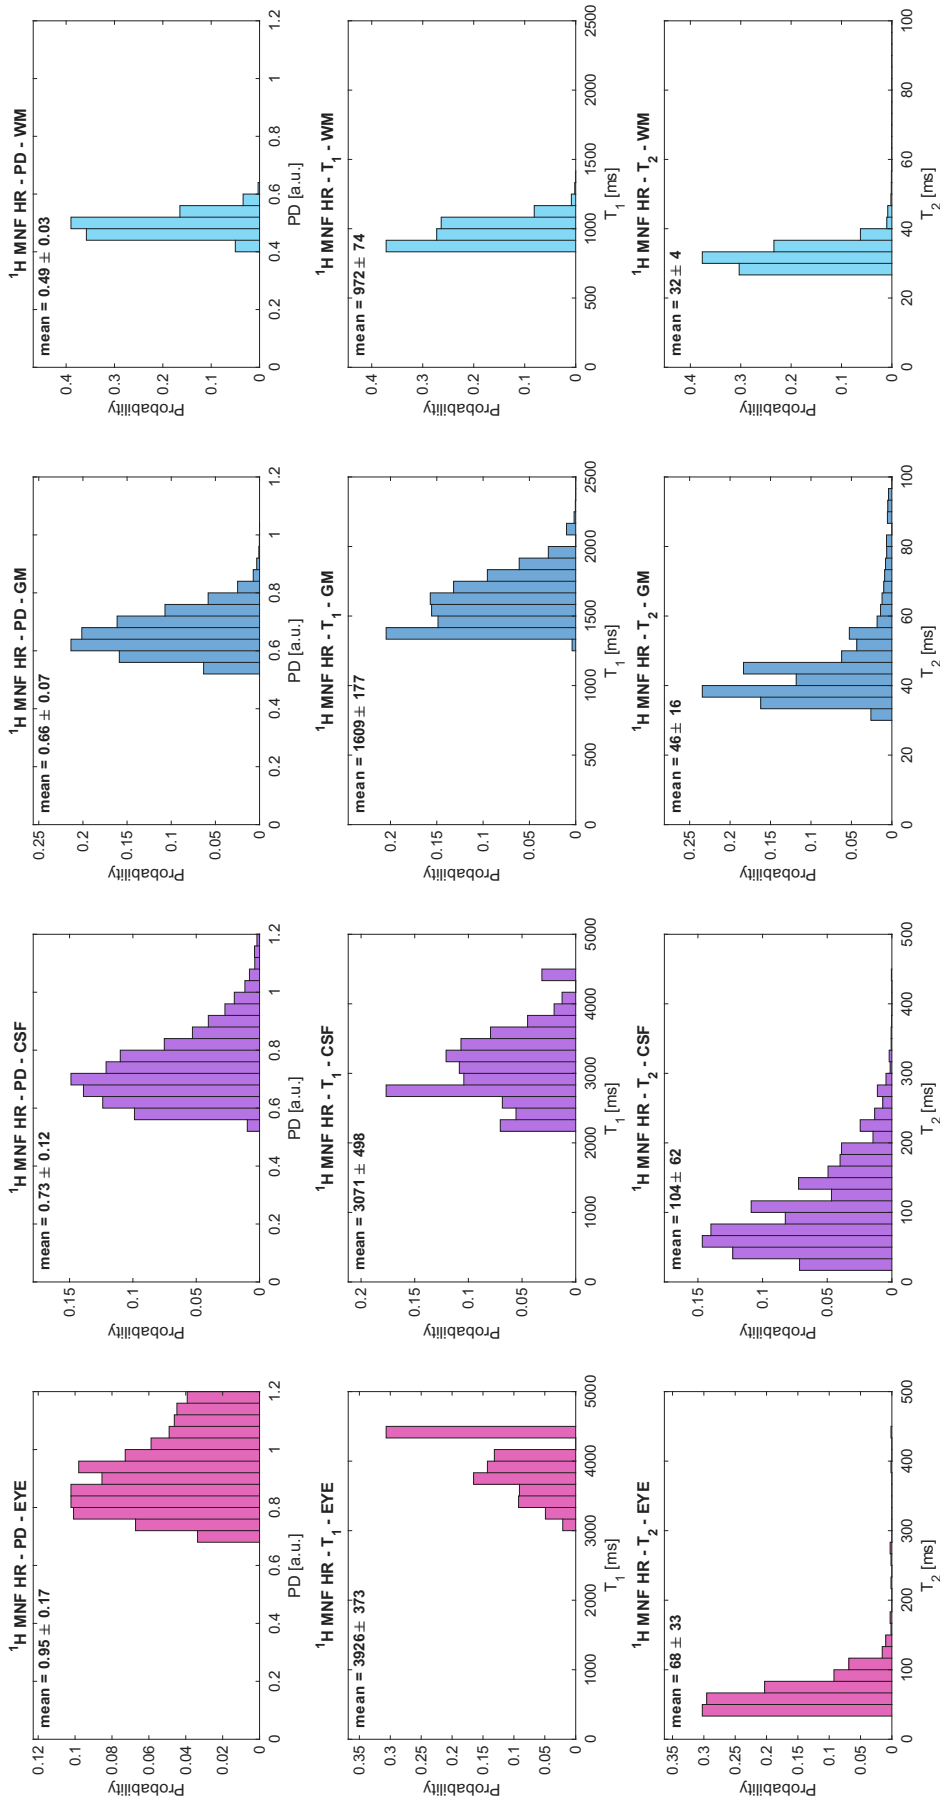 ¹H MNF HR - PD - EYE
mean = 0.95 ± 0.17
Probability
0.12
0.1
0.08
0.06
0.04
0.02
0
0 0.2 0.4 0.6 0.8 1 1.2
PD [a.u.]
¹H MNF HR - PD - CSF
mean = 0.73 ± 0.12
Probability
0.15
0.1
0.05
0
0 0.2 0.4 0.6 0.8 1 1.2
PD [a.u.]
¹H MNF HR - PD - GM
mean = 0.66 ± 0.07
Probability
0.25
0.2
0.15
0.1
0.05
0
0 0.2 0.4 0.6 0.8 1 1.2
PD [a.u.]
¹H MNF HR - PD - WM
mean = 0.49 ± 0.03
Probability
0.4
0.3
0.2
0.1
0
0 0.2 0.4 0.6 0.8 1 1.2
PD [a.u.]
¹H MNF HR - T₁ - EYE
mean = 3926 ± 373
Probability
0.35
0.3
0.25
0.2
0.15
0.1
0.05
0
0 1000 2000 3000 4000 5000
T₁ [ms]
¹H MNF HR - T₁ - CSF
mean = 3071 ± 498
Probability
0.2
0.15
0.1
0.05
0
0 1000 2000 3000 4000 5000
T₁ [ms]
¹H MNF HR - T₁ - GM
mean = 1609 ± 177
Probability
0.2
0.15
0.1
0.05
0
0 500 1000 1500 2000 2500
T₁ [ms]
¹H MNF HR - T₁ - WM
mean = 972 ± 74
Probability
0.4
0.3
0.2
0.1
0
0 500 1000 1500 2000 2500
T₁ [ms]
¹H MNF HR - T₂ - EYE
mean = 68 ± 33
Probability
0.35
0.3
0.25
0.2
0.15
0.1
0.05
0
0 100 200 300 400 500
T₂ [ms]
¹H MNF HR - T₂ - CSF
mean = 104 ± 62
Probability
0.15
0.1
0.05
0
0 100 200 300 400 500
T₂ [ms]
¹H MNF HR - T₂ - GM
mean = 46 ± 16
Probability
0.25
0.2
0.15
0.1
0.05
0
0 20 40 60 80 100
T₂ [ms]
¹H MNF HR - T₂ - WM
mean = 32 ± 4
Probability
0.4
0.3
0.2
0.1
0
0 20 40 60 80 100
T₂ [ms]